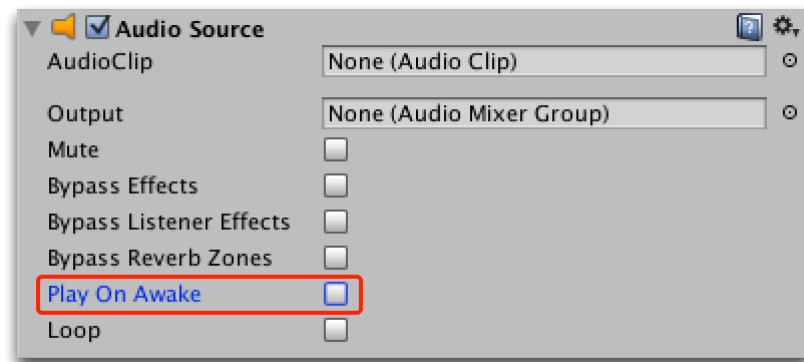 Audio Source
AudioClip None (Audio Clip)
Output None (Audio Mixer Group)
Mute
Bypass Effects
Bypass Listener Effects
Bypass Reverb Zones
Play On Awake
Loop